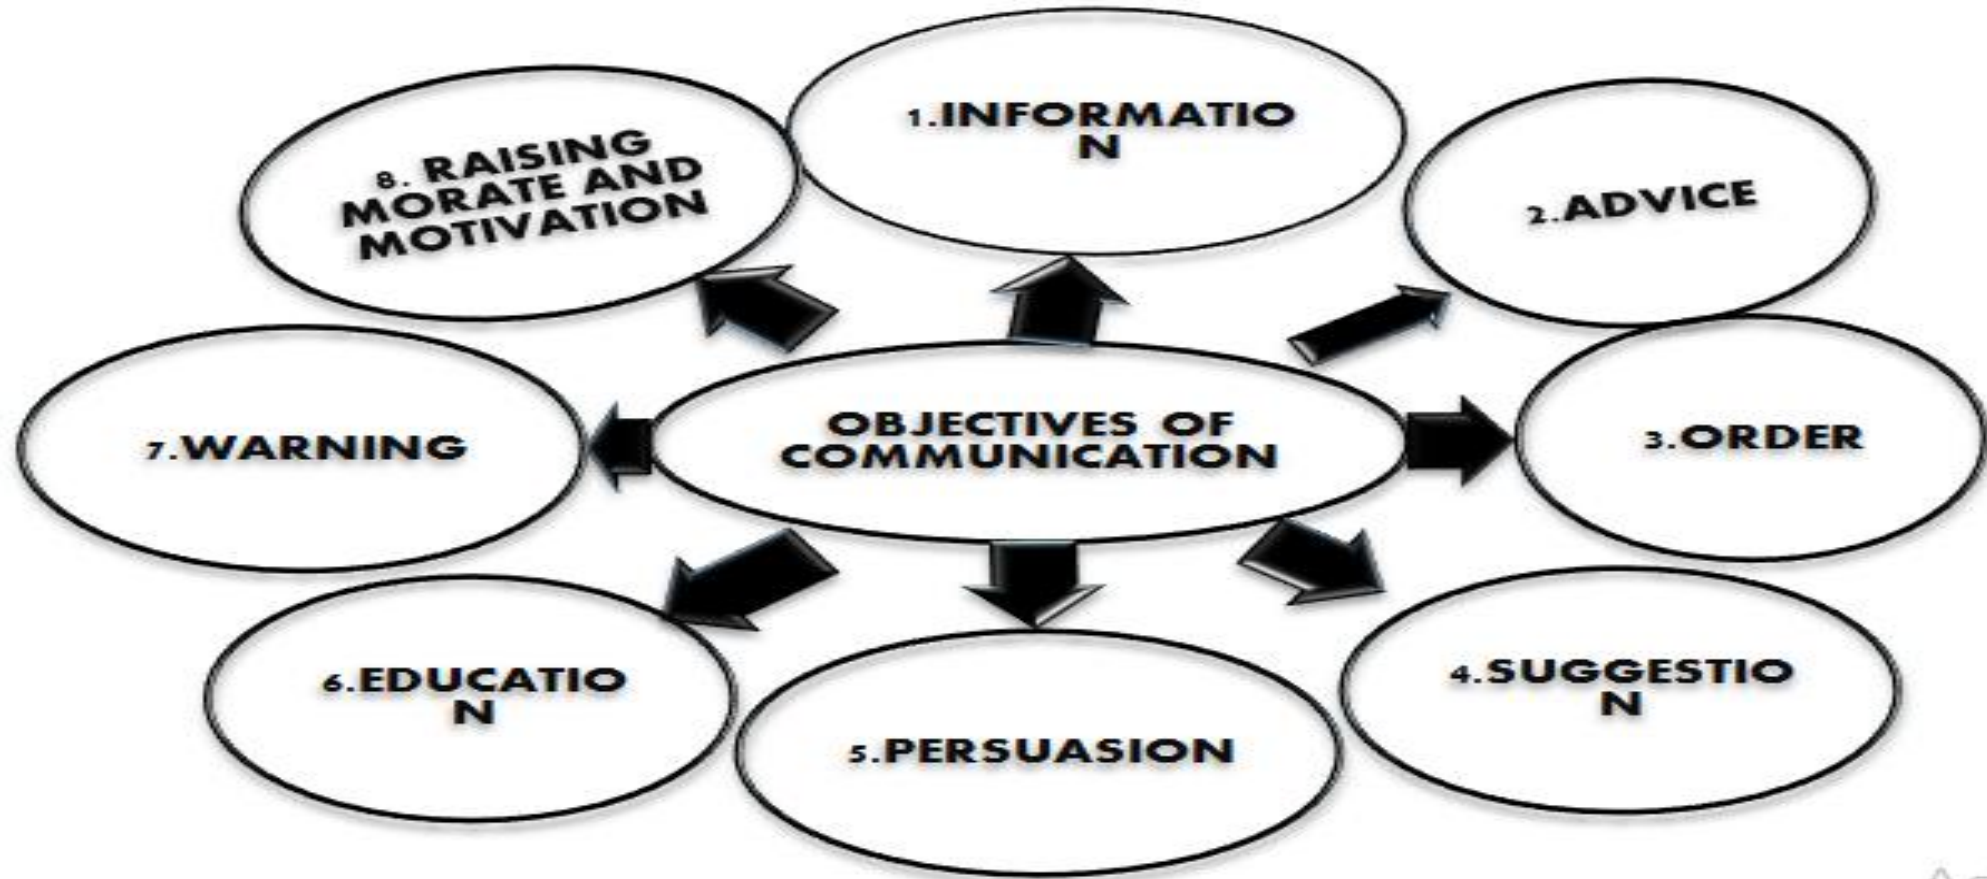 OBJECTIVES OF
COMMUNICATION
1.INFORMATIO
N
2.ADVICE
3.ORDER
4.SUGGESTIO
N
5.PERSUASION
6.EDUCATIO
N
7.WARNING
8. RAISING
MORATE AND
MOTIVATION